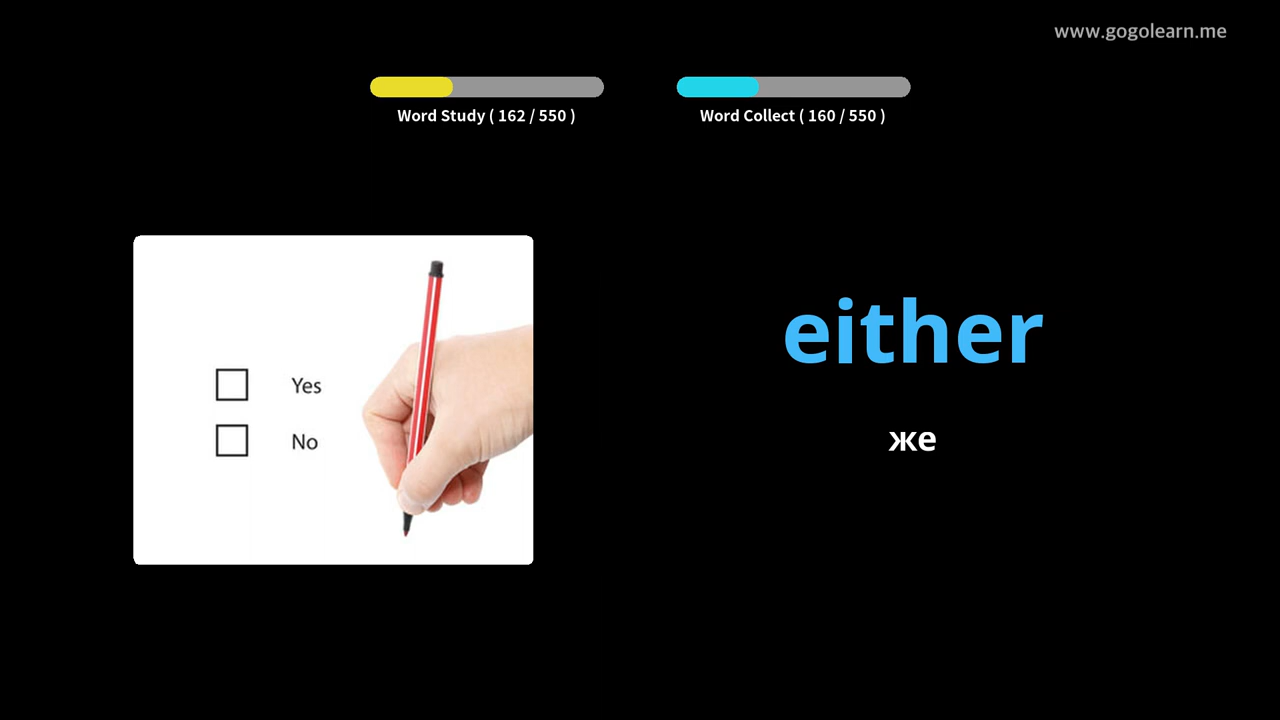 www.gogolearn.me
Word Study ( 162 / 550 )
Word Collect ( 160 / 550 )
either
же
Yes
No